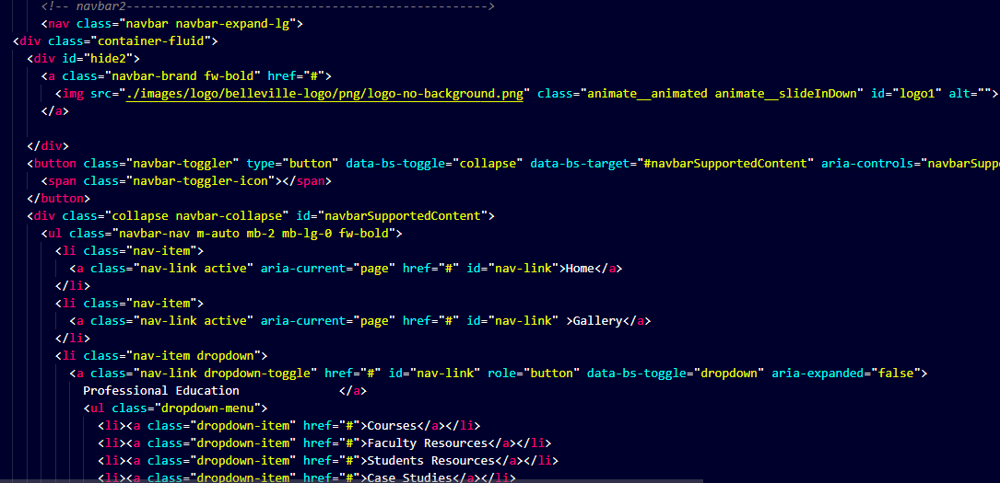 <!-- navbar2--------------------------------------------------->
<nav class="navbar navbar-expand-lg">
<div class="container-fluid">
<div id="hide2">
<a class="navbar-brand fw-bold" href="#">
<img src="./images/logo/belleville-logo/png/logo-no-background.png" class="animate__animated animate__slideInDown" id="logo1" alt="">
</a>
</div>
<button class="navbar-toggler" type="button" data-bs-toggle="collapse" data-bs-target="#navbarSupportedContent" aria-controls="navbarSupp
<span class="navbar-toggler-icon"></span>
</button>
<div class="collapse navbar-collapse" id="navbarSupportedContent">
<ul class="navbar-nav m-auto mb-2 mb-lg-0 fw-bold">
<li class="nav-item">
<a class="nav-link active" aria-current="page" href="#" id="nav-link">Home</a>
</li>
<li class="nav-item">
<a class="nav-link active" aria-current="page" href="#" id="nav-link" >Gallery</a>
</li>
<li class="nav-item dropdown">
<a class="nav-link dropdown-toggle" href="#" id="nav-link" role="button" data-bs-toggle="dropdown" aria-expanded="false">
Professional Education </a>
<ul class="dropdown-menu">
<li><a class="dropdown-item" href="#">Courses</a></li>
<li><a class="dropdown-item" href="#">Faculty Resources</a></li>
<li><a class="dropdown-item" href="#">Students Resources</a></li>
<li><a class="dropdown-item" href="#">Case Studies</a></li>